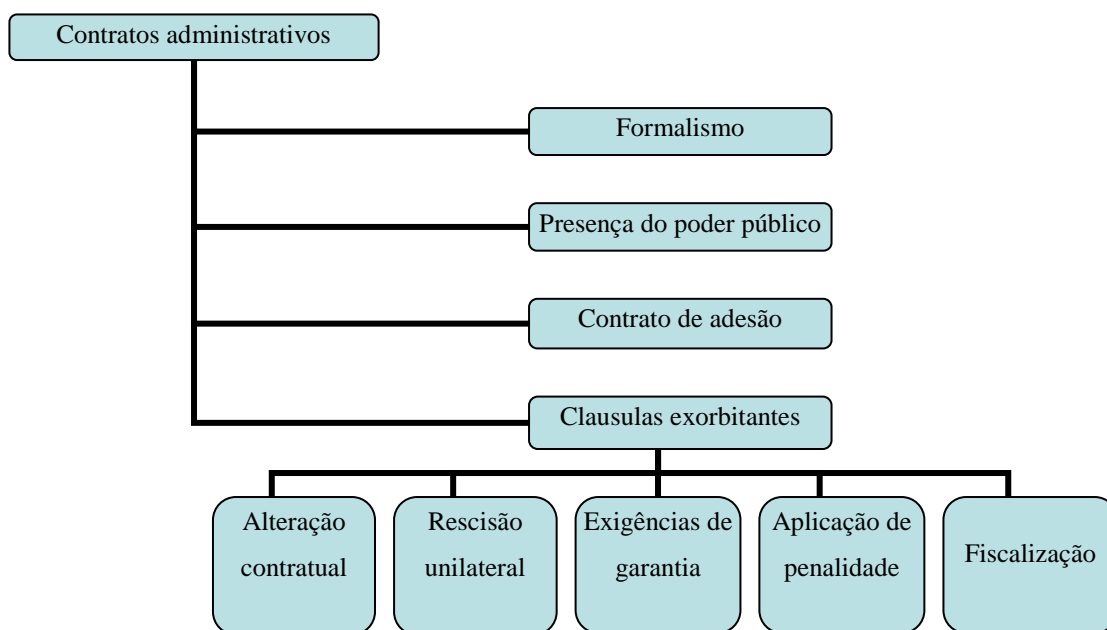 Contratos administrativos
Formalismo
Presença do poder público
Contrato de adesão
Clausulas exorbitantes
Alteração
contratual
Rescisão
unilateral
Exigências de
garantia
Aplicação de
penalidade
Fiscalização